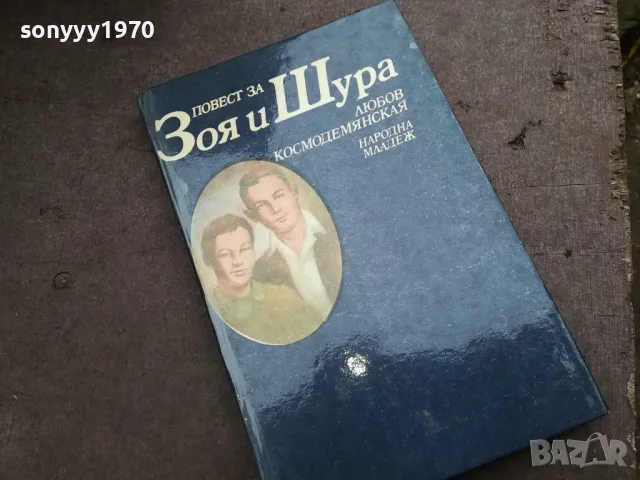 sonyyy1970
ПОВЕСТ ЗА
Зоя и Шура
ЛЮБОВ
КОСМОДЕМЯНСКАЯ
НАРОДНА
МЛАДЕЖ
BAZAR